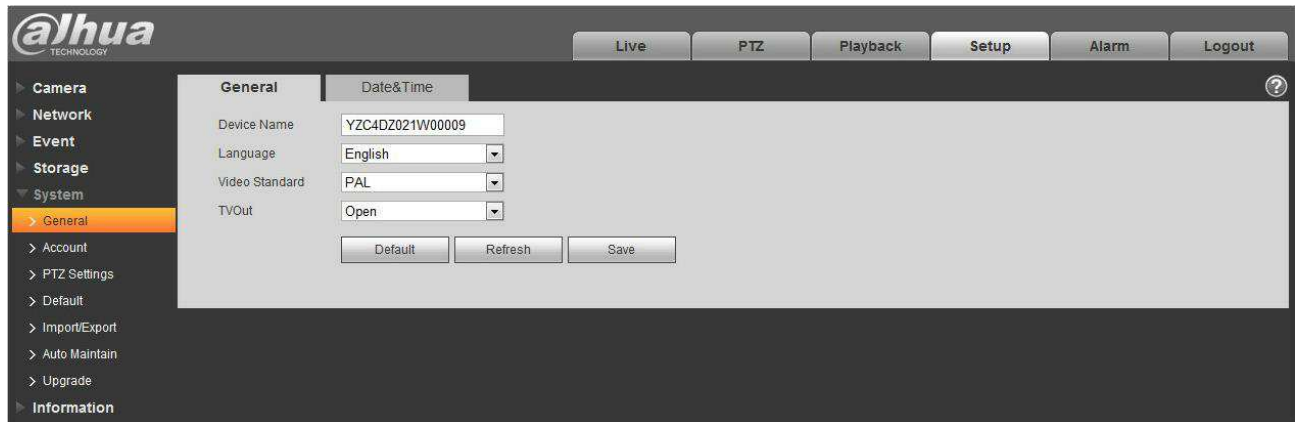 alhua
TECHNOLOGY
Live PTZ Playback Setup Alarm Logout
Camera
Network
Event
Storage
System
General
Account
PTZ Settings
Default
Import/Export
Auto Maintain
Upgrade
Information
General Date&Time
?
Device Name YZC4DZ021W00009
Language English
Video Standard PAL
TVOut Open
Default Refresh Save